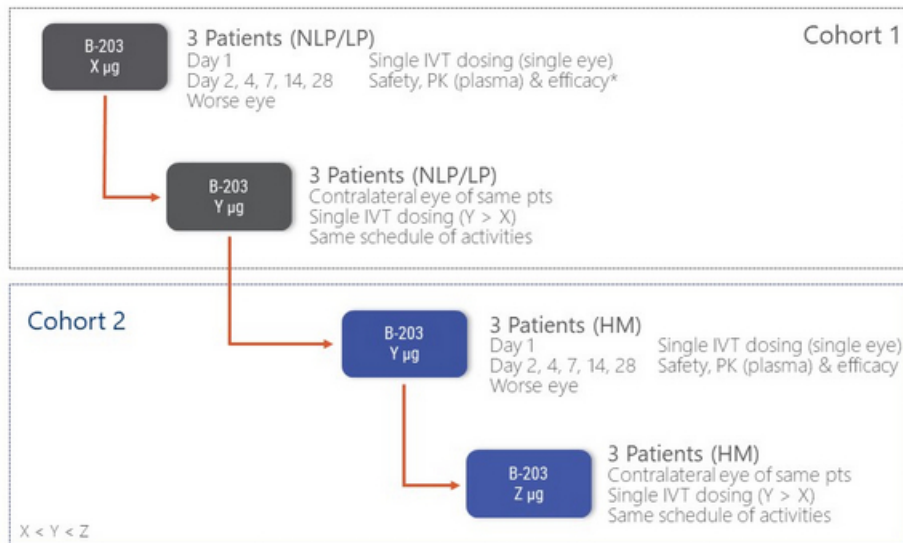 Cohort 1
B-203
X µg
3 Patients (NLP/LP)
Day 1 Single IVT dosing (single eye)
Day 2, 4, 7, 14, 28 Safety, PK (plasma) & efficacy*
Worse eye
B-203
Y µg
3 Patients (NLP/LP)
Contralateral eye of same pts
Single IVT dosing (Y > X)
Same schedule of activities
Cohort 2
B-203
Y µg
3 Patients (HM)
Day 1 Single IVT dosing (single eye)
Day 2, 4, 7, 14, 28 Safety, PK (plasma) & efficacy
Worse eye
B-203
Z µg
3 Patients (HM)
Contralateral eye of same pts
Single IVT dosing (Y > X)
Same schedule of activities
X < Y < Z